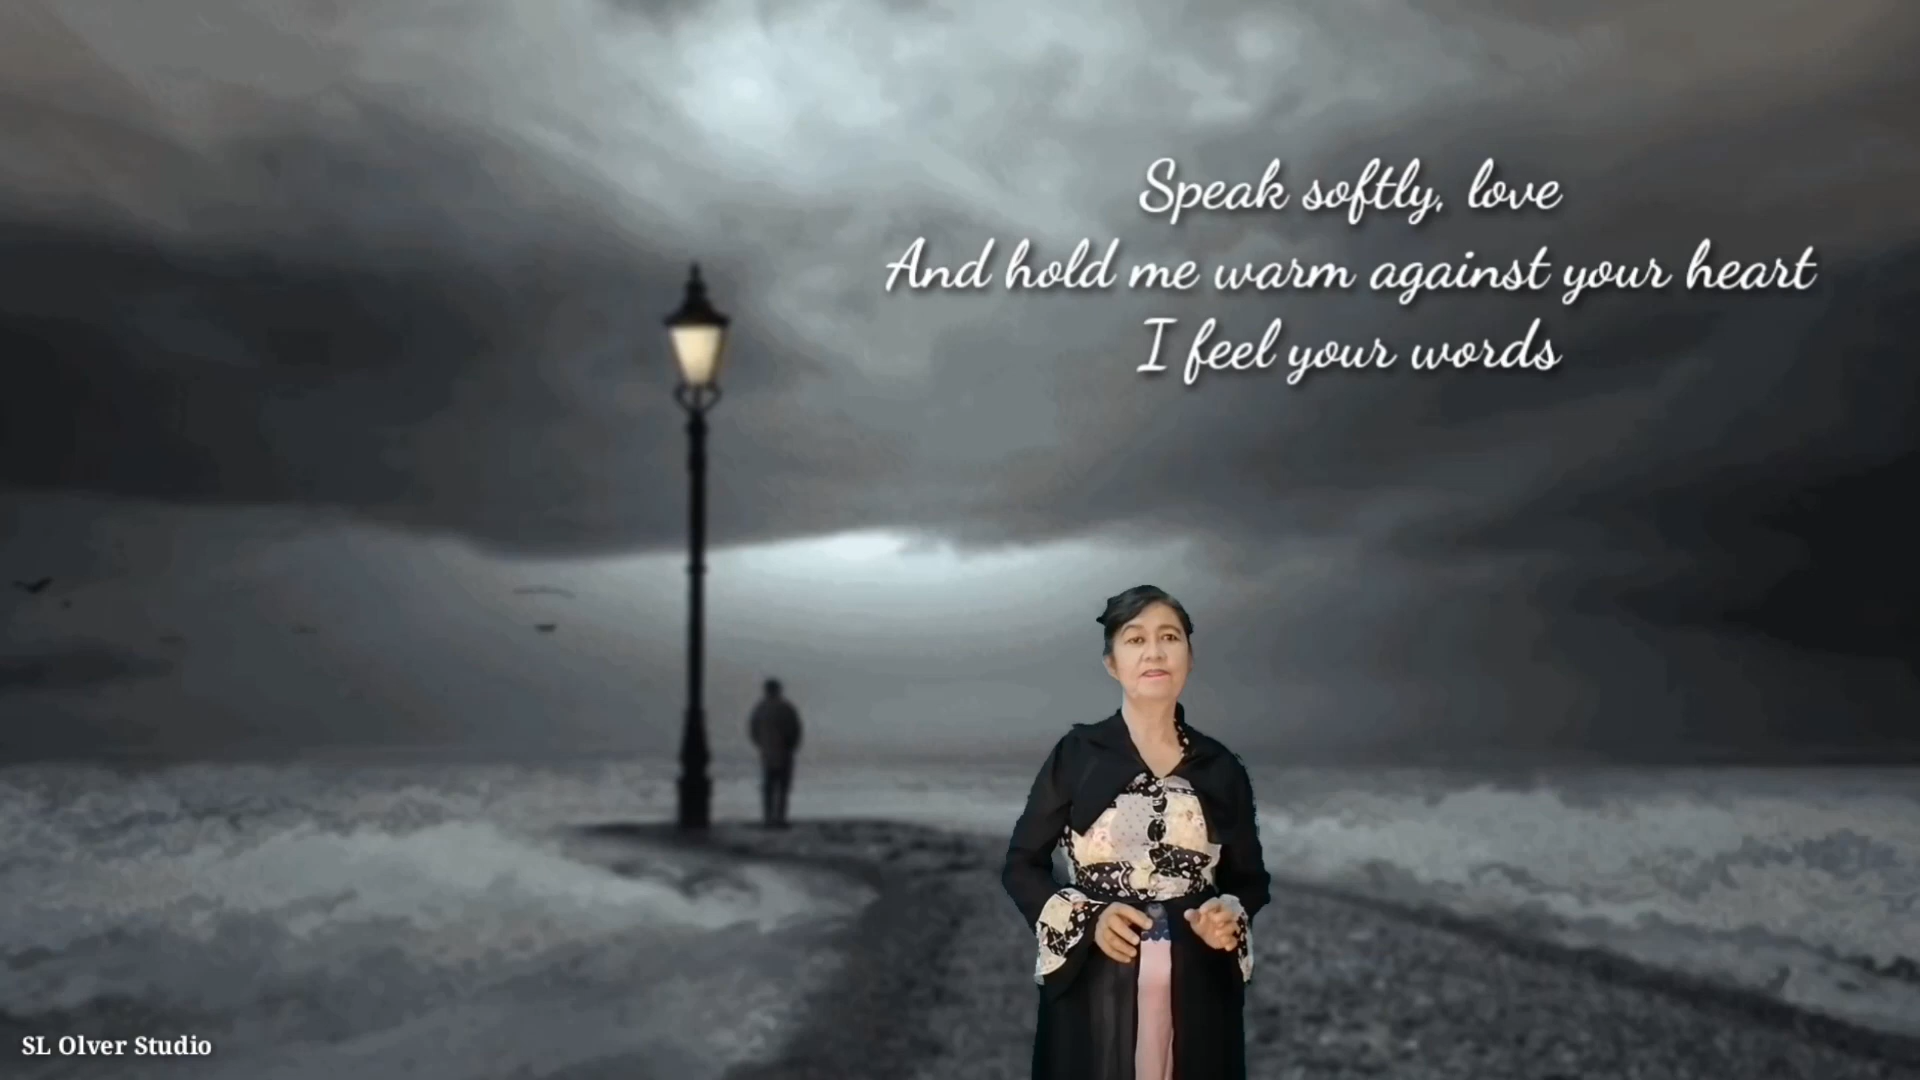 Speak softly, love
And hold me warm against your heart
I feel your words
SL Olver Studio